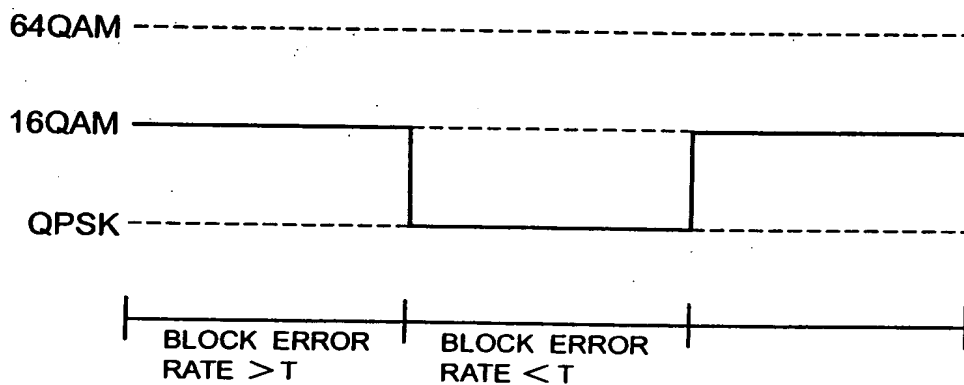 64QAM
16QAM
QPSK
BLOCK ERROR
RATE > T
BLOCK ERROR
RATE < T